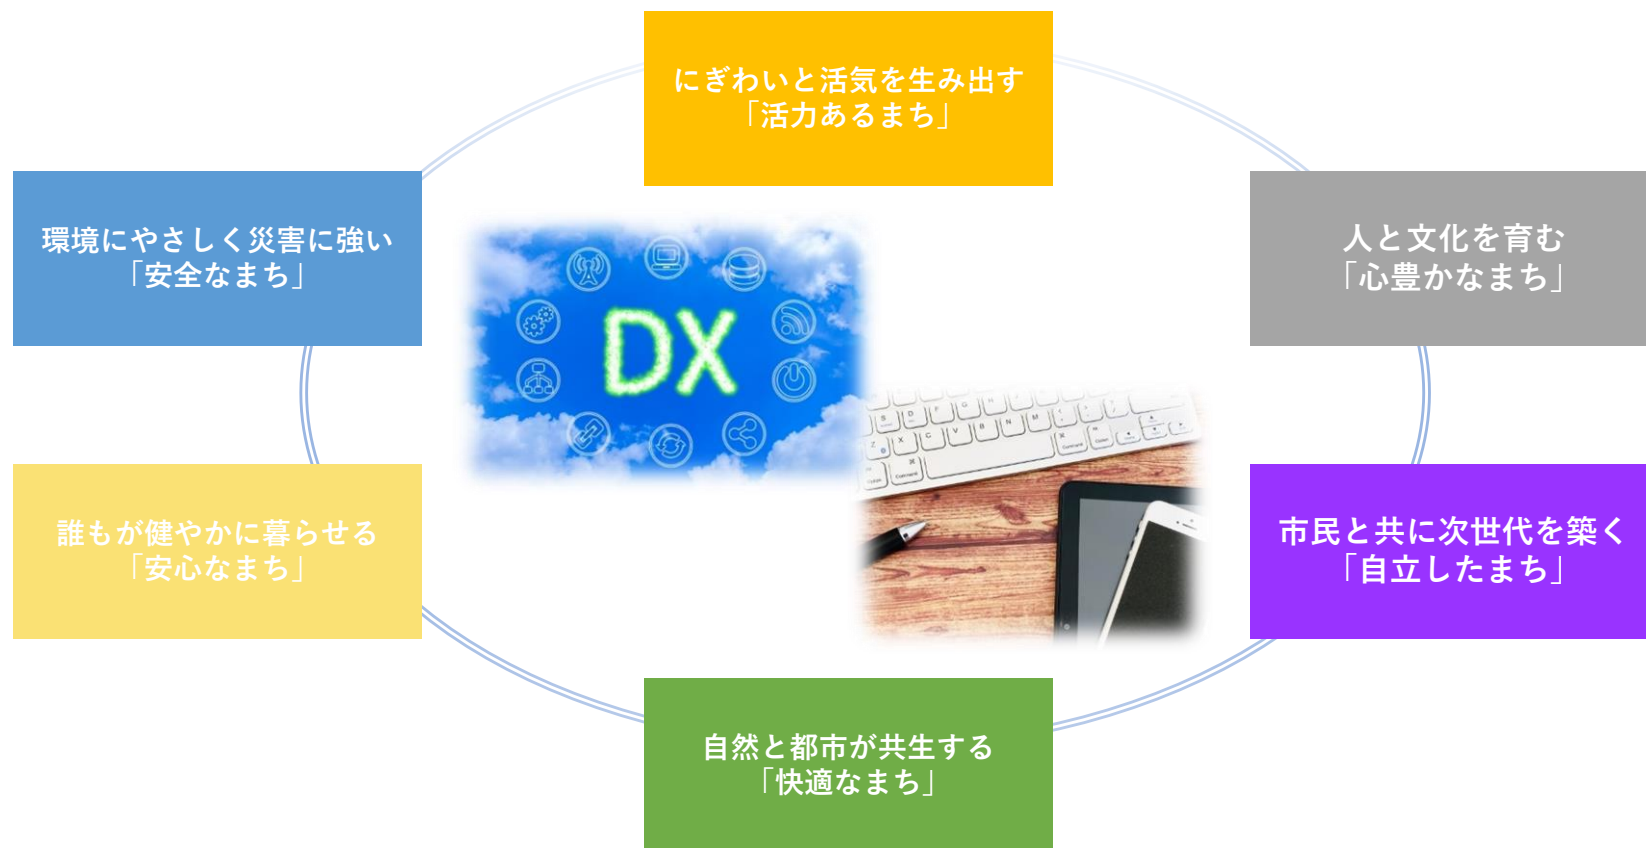 にぎわいと活気を生み出す
「活力あるまち」
環境にやさしく災害に強い
「安全なまち」
人と文化を育む
「心豊かなまち」
DX
誰もが健やかに暮らせる
「安心なまち」
市民と共に次世代を築く
「自立したまち」
自然と都市が共生する
「快適なまち」